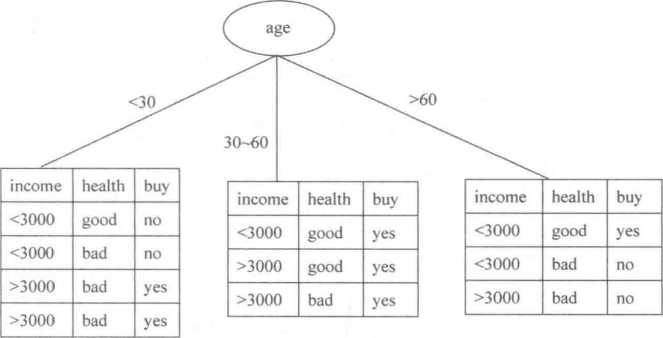 age
<30
30~60
>60
income health buy
<3000 good no
<3000 bad no
>3000 bad yes
>3000 bad yes
income health buy
<3000 good yes
>3000 good yes
>3000 bad yes
income health buy
<3000 good yes
<3000 bad no
>3000 bad no